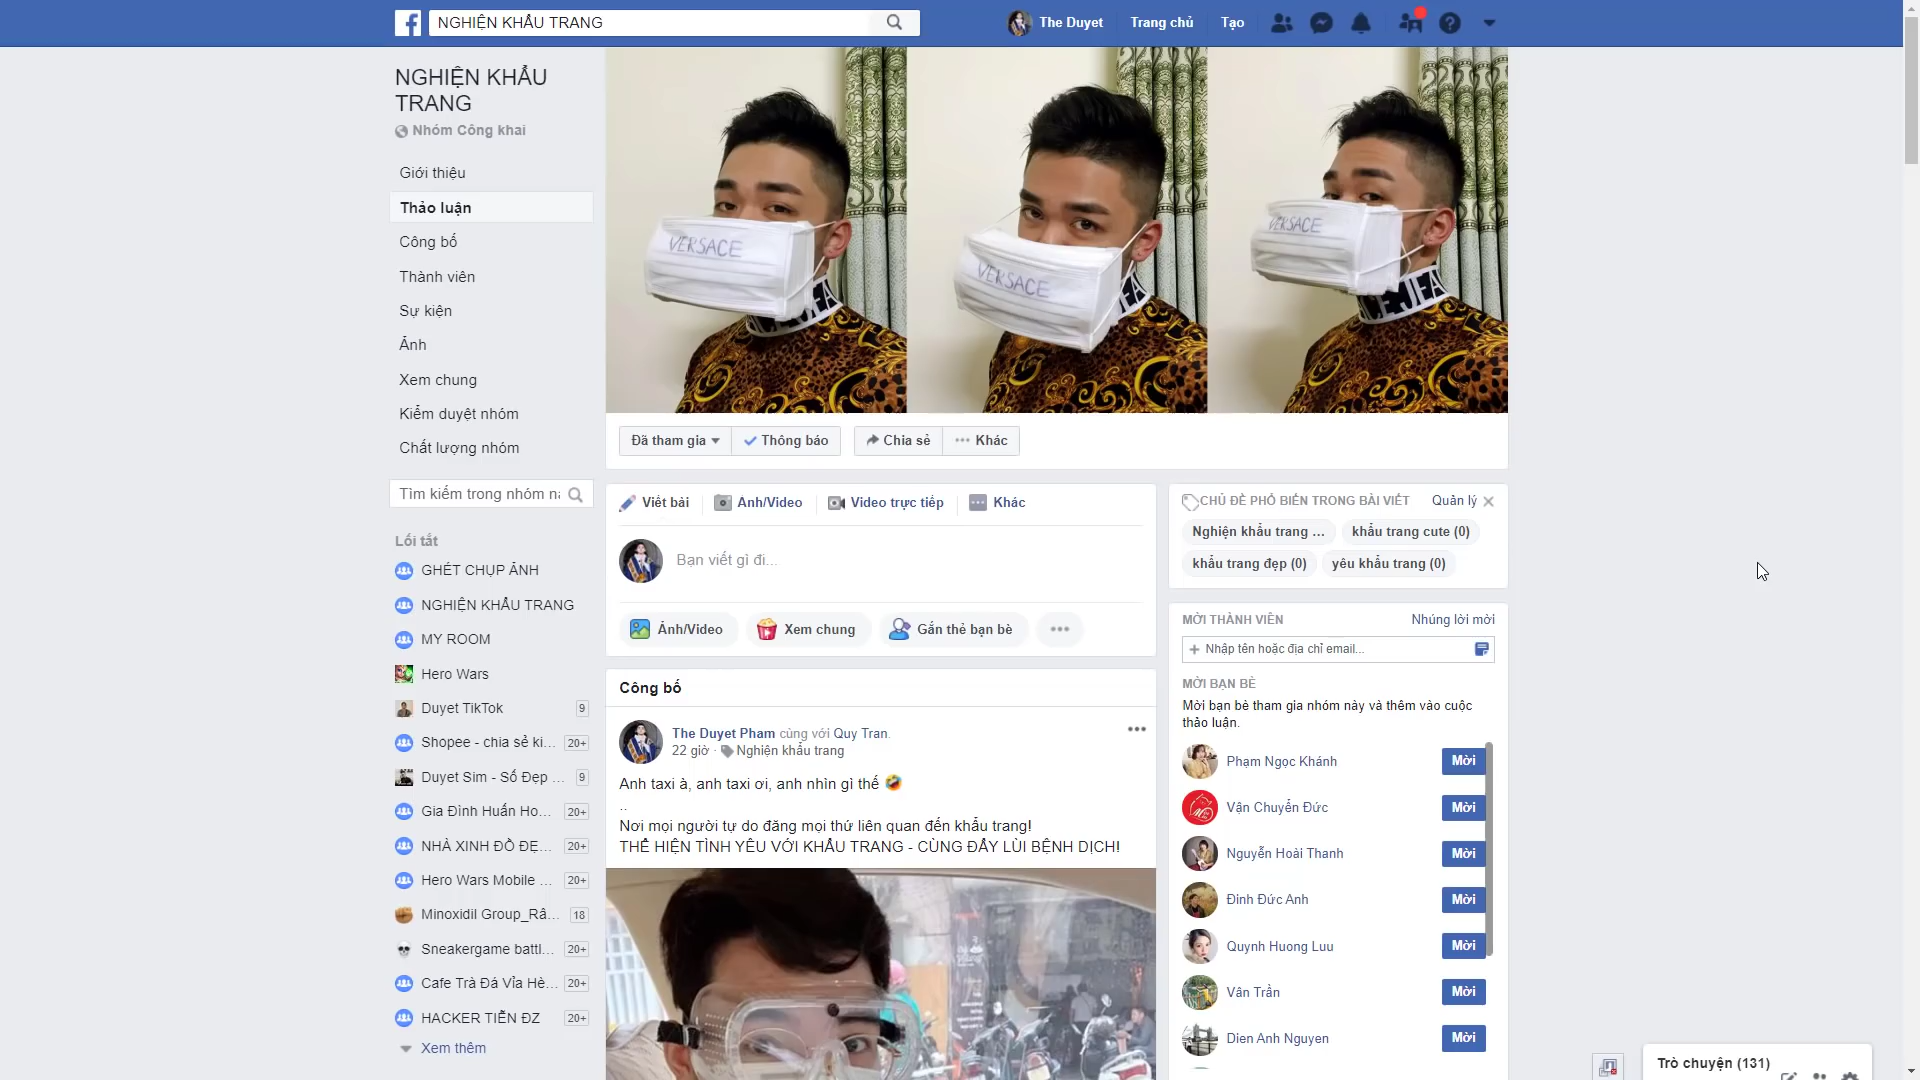 NGHIỆN KHẨU TRANG
The Duyet
Trang chủ
Tạo
NGHIỆN KHẨU
TRANG
Nhóm Công khai
Giới thiệu
Thảo luận
Công bố
Thành viên
Sự kiện
Ảnh
Xem chung
Kiểm duyệt nhóm
Chất lượng nhóm
Tìm kiếm trong nhóm
Lối tắt
GHÉT CHỤP ẢNH
NGHIỆN KHẨU TRANG
MY ROOM
Hero Wars
Duyet TikTok 9
Shopee - chia sẻ ki... 20+
Duyet Sim - Số Đẹp ... 9
Gia Đình Huấn Ho... 20+
NHÀ XINH ĐỒ ĐẸ... 20+
Hero Wars Mobile ... 20+
Minoxidil Group_Râ... 18
Sneakergame battl... 20+
Cafe Trà Đá Vỉa Hè... 20+
HACKER TIỄN ĐZ 20+
Xem thêm
VERSACE
VERSACE
VERSACE
Đã tham gia
Thông báo
Chia sẻ
Khác
Viết bài
Ảnh/Video
Video trực tiếp
Khác
Bạn viết gì đi...
Ảnh/Video
Xem chung
Gắn thẻ bạn bè
Công bố
The Duyet Pham cùng với Quy Tran.
22 giờ · Nghiện khẩu trang
Anh taxi à, anh taxi ơi, anh nhìn gì thế 🤣
..
Nơi mọi người tự do đăng mọi thứ liên quan đến khẩu trang!
THỂ HIỆN TÌNH YÊU VỚI KHẨU TRANG - CÙNG ĐẨY LÙI BỆNH DỊCH!
CHỦ ĐỀ PHỔ BIẾN TRONG BÀI VIẾT
Quản lý
Nghiện khẩu trang ...
khẩu trang cute (0)
khẩu trang đẹp (0)
yêu khẩu trang (0)
MỜI THÀNH VIÊN
Nhúng lời mời
+ Nhập tên hoặc địa chỉ email...
MỜI BẠN BÈ
Mời bạn bè tham gia nhóm này và thêm vào cuộc
thảo luận.
Phạm Ngọc Khánh Mời
Vận Chuyển Đức Mời
Nguyễn Hoài Thanh Mời
Đinh Đức Anh Mời
Quynh Huong Luu Mời
Vân Trần Mời
Dien Anh Nguyen Mời
Trò chuyện (131)